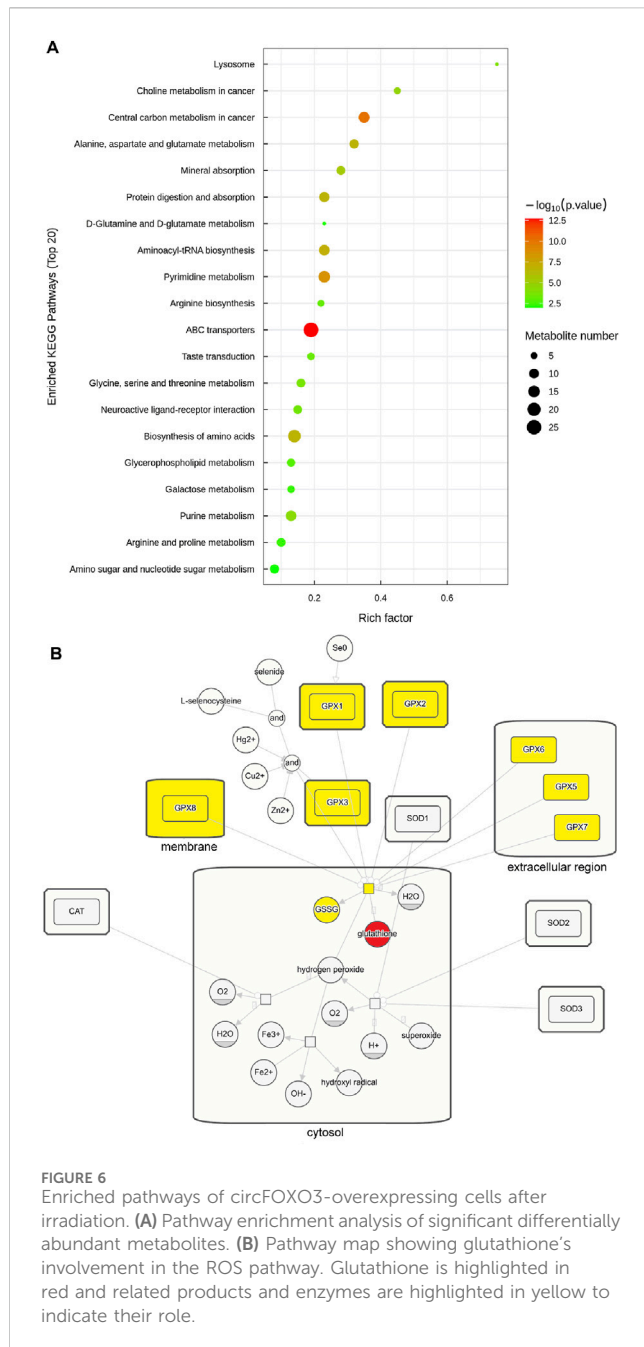 A
Lysosome
Choline metabolism in cancer
Central carbon metabolism in cancer
Alanine, aspartate and glutamate metabolism
Mineral absorption
Protein digestion and absorption
D-Glutamine and D-glutamate metabolism
Aminoacyl-tRNA biosynthesis
Pyrimidine metabolism
Arginine biosynthesis
ABC transporters
Taste transduction
Glycine, serine and threonine metabolism
Neuroactive ligand-receptor interaction
Biosynthesis of amino acids
Glycerophospholipid metabolism
Galactose metabolism
Purine metabolism
Arginine and proline metabolism
Amino sugar and nucleotide sugar metabolism
Enriched KEGG Pathways (Top 20)
0.2 0.4 0.6
Rich factor
− log10(p.value)
12.5
10.0
7.5
5.0
2.5
Metabolite number
5
10
15
20
25
B
Se0
selenide
L-selenocysteine
and
GPX1
GPX2
Hg2+
and
Cu2+
Zn2+
GPX6
GPX5
GPX7
extracellular region
GPX8
membrane
GPX3
SOD1
CAT
GSSG
H2O
glutathione
SOD2
hydrogen peroxide
O2
O2
SOD3
H2O
Fe3+
H+
superoxide
Fe2+
OH-
hydroxyl radical
cytosol
FIGURE 6
Enriched pathways of circFOXO3-overexpressing cells after
irradiation. (A) Pathway enrichment analysis of significant differentially
abundant metabolites. (B) Pathway map showing glutathione's
involvement in the ROS pathway. Glutathione is highlighted in
red and related products and enzymes are highlighted in yellow to
indicate their role.